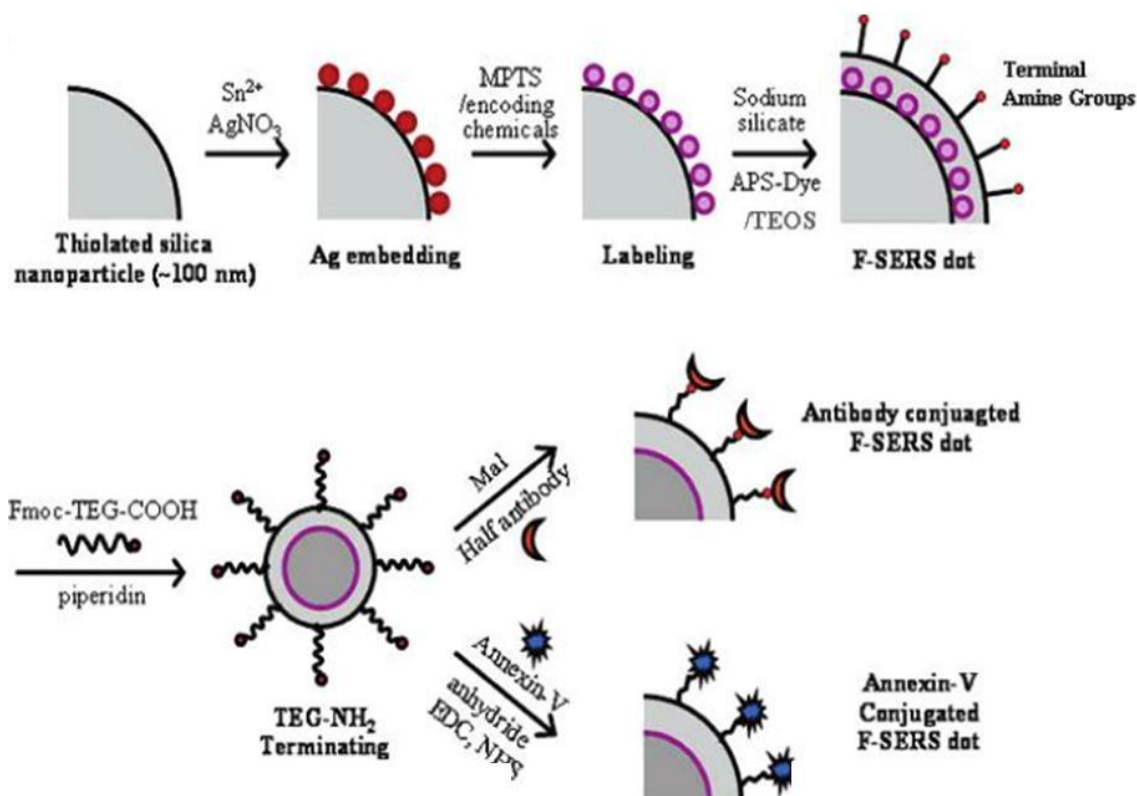 Sn²⁺
AgNO₃
MPTS
/encoding
chemicals
Sodium
silicate
APS-Dye
/TEOS
Terminal
Amine Groups
Thiolated silica
nanoparticle (~100 nm)
Ag embedding
Labeling
F-SERS dot
Fmoc-TEG-COOH
piperidin
TEG-NH₂
Terminating
Mal
Half antibody
Antibody conjuagted
F-SERS dot
Annexin-V
anhydride
EDC, NPS
Annexin-V
Conjugated
F-SERS dot